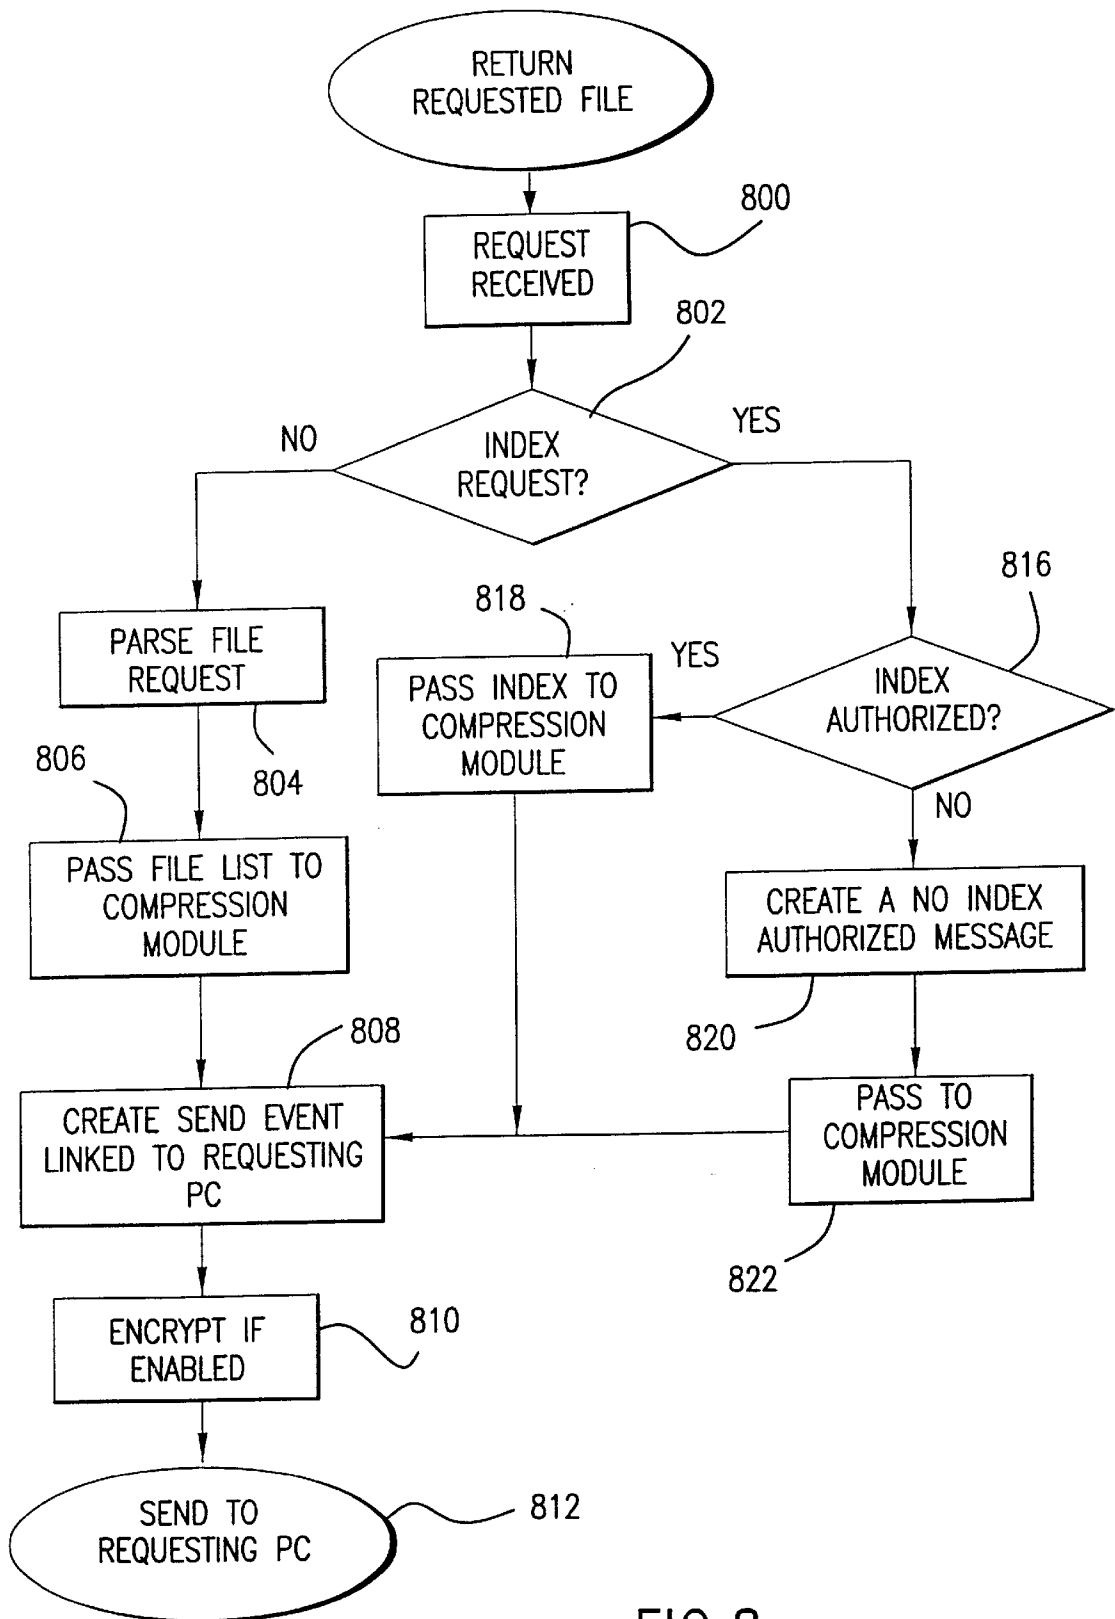 RETURN
REQUESTED FILE
800
REQUEST
RECEIVED
802
NO
YES
INDEX
REQUEST?
816
818
PARSE FILE
REQUEST
804
YES
PASS INDEX TO
COMPRESSION
MODULE
INDEX
AUTHORIZED?
NO
806
PASS FILE LIST TO
COMPRESSION
MODULE
CREATE A NO INDEX
AUTHORIZED MESSAGE
820
808
CREATE SEND EVENT
LINKED TO REQUESTING
PC
PASS TO
COMPRESSION
MODULE
822
810
ENCRYPT IF
ENABLED
SEND TO
REQUESTING PC
812